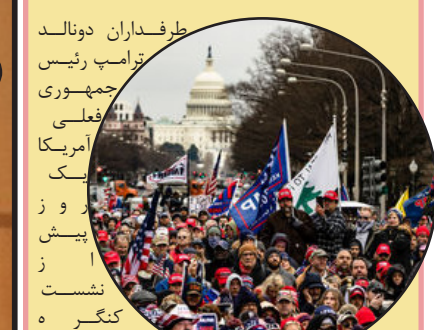 طرفداران دونالد
ترامپ رئیس
جمهوری
فعلی
آمریکا
یک
روز
پیش
از
نشست
کنگره